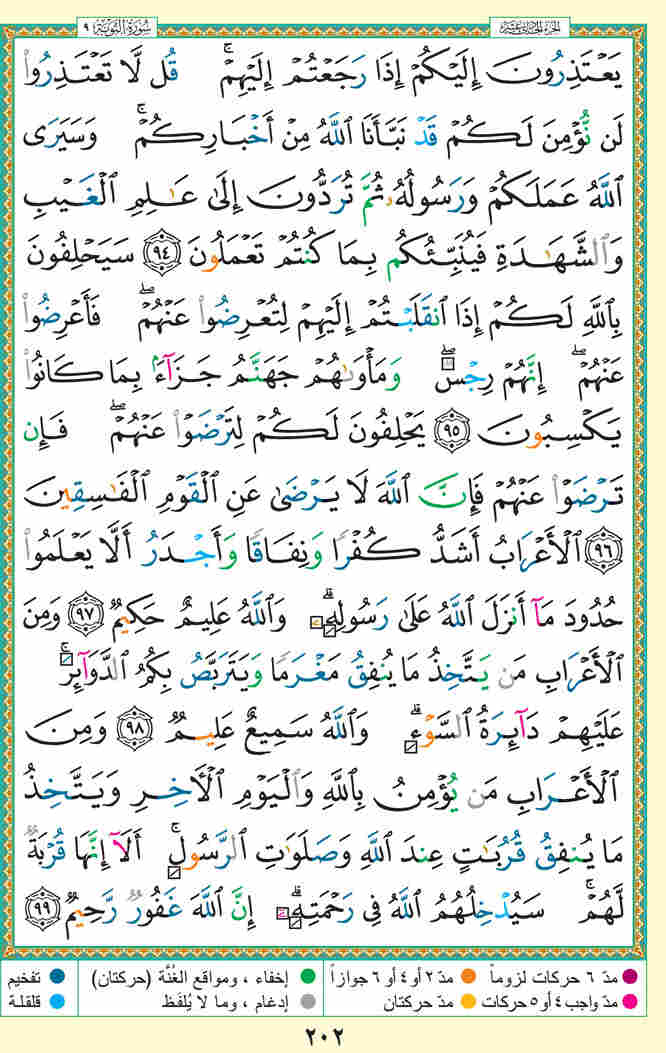 سُورَةُ التَّوْبَةِ ٩
الجزء الحادي عشر
يَعْتَذِرُونَ إِلَيْكُمْ إِذَا رَجَعْتُمْ إِلَيْهِمْ ۚ قُل لَّا تَعْتَذِرُوا۟
لَن نُّؤْمِنَ لَكُمْ قَدْ نَبَّأَنَا ٱللَّهُ مِنْ أَخْبَارِكُمْ ۚ وَسَيَرَى
ٱللَّهُ عَمَلَكُمْ وَرَسُولُهُۥ ثُمَّ تُرَدُّونَ إِلَىٰ عَـٰلِمِ ٱلْغَيْبِ
وَٱلشَّهَـٰدَةِ فَيُنَبِّئُكُم بِمَا كُنتُمْ تَعْمَلُونَ ٩٤ سَيَحْلِفُونَ
بِٱللَّهِ لَكُمْ إِذَا ٱنقَلَبْتُمْ إِلَيْهِمْ لِتُعْرِضُوا۟ عَنْهُمْ ۖ فَأَعْرِضُوا۟
عَنْهُمْ ۖ إِنَّهُمْ رِجْسٌ ۖ وَمَأْوَىٰهُمْ جَهَنَّمُ جَزَآءًۢ بِمَا كَانُوا۟
يَكْسِبُونَ ٩٥ يَحْلِفُونَ لَكُمْ لِتَرْضَوْا۟ عَنْهُمْ ۖ فَإِن
تَرْضَوْا۟ عَنْهُمْ فَإِنَّ ٱللَّهَ لَا يَرْضَىٰ عَنِ ٱلْقَوْمِ ٱلْفَـٰسِقِينَ
٩٦ ٱلْأَعْرَابُ أَشَدُّ كُفْرًا وَنِفَاقًا وَأَجْدَرُ أَلَّا يَعْلَمُوا۟
حُدُودَ مَآ أَنزَلَ ٱللَّهُ عَلَىٰ رَسُولِهِۦ ۗ وَٱللَّهُ عَلِيمٌ حَكِيمٌ ٩٧ وَمِنَ
ٱلْأَعْرَابِ مَن يَتَّخِذُ مَا يُنفِقُ مَغْرَمًا وَيَتَرَبَّصُ بِكُمُ ٱلدَّوَآئِرَ ۚ
عَلَيْهِمْ دَآئِرَةُ ٱلسَّوْءِ ۗ وَٱللَّهُ سَمِيعٌ عَلِيمٌ ٩٨ وَمِنَ
ٱلْأَعْرَابِ مَن يُؤْمِنُ بِٱللَّهِ وَٱلْيَوْمِ ٱلْـَٔاخِرِ وَيَتَّخِذُ
مَا يُنفِقُ قُرُبَـٰتٍ عِندَ ٱللَّهِ وَصَلَوَٰتِ ٱلرَّسُولِ ۚ أَلَآ إِنَّهَا قُرْبَةٌ
لَّهُمْ ۚ سَيُدْخِلُهُمُ ٱللَّهُ فِى رَحْمَتِهِۦٓ ۗ إِنَّ ٱللَّهَ غَفُورٌ رَّحِيمٌ ٩٩
مدّ ٦ حركات لزوماً مدّ ٢ أو ٤ أو ٦ جوازاً إخفاء ، ومواقع الغُنَّة (حركتان) تفخيم
مدّ واجب ٤ أو ٥ حركات مدّ حركتان إدغام ، وما لا يُلفَظ قلقلة
٢٠٢